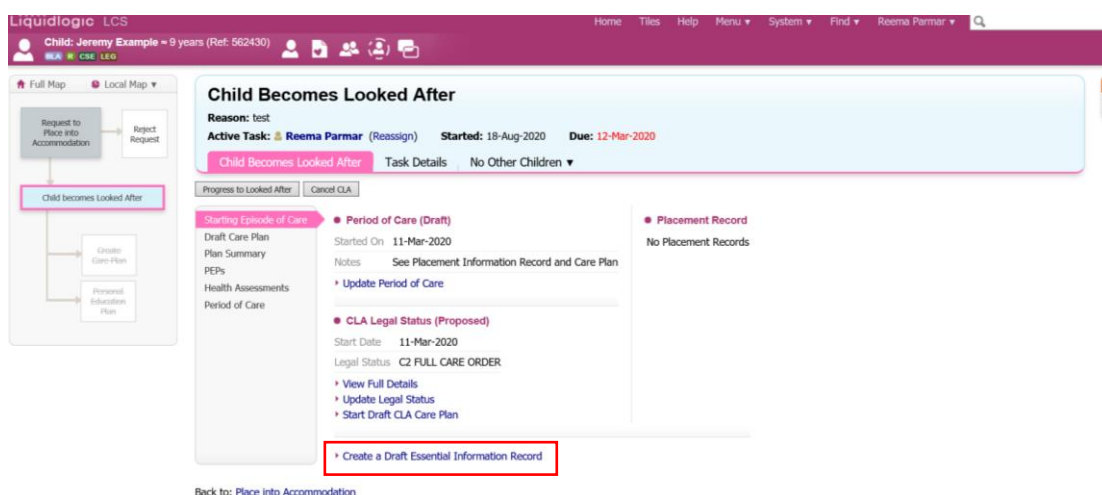 Liquidlogic LCS
Home Tiles Help Menu ▾ System ▾ Find ▾ Reema Parmar ▾
Child: Jeremy Example ≈ 9 years (Ref: 562430)
CSE LEG
Full Map Local Map ▾
Request to
Place into
Accommodation
Reject
Request
Child becomes Looked After
Create
Care Plan
Personal
Education
Plan
Child Becomes Looked After
Reason: test
Active Task: Reema Parmar (Reassign) Started: 18-Aug-2020 Due: 12-Mar-2020
Child Becomes Looked After Task Details No Other Children ▾
Progress to Looked After Cancel CLA
Starting Episode of Care
Draft Care Plan
Plan Summary
PEPs
Health Assessments
Period of Care
Period of Care (Draft)
Started On 11-Mar-2020
Notes See Placement Information Record and Care Plan
Update Period of Care
CLA Legal Status (Proposed)
Start Date 11-Mar-2020
Legal Status C2 FULL CARE ORDER
View Full Details
Update Legal Status
Start Draft CLA Care Plan
Create a Draft Essential Information Record
Placement Record
No Placement Records
Back to: Place into Accommodation